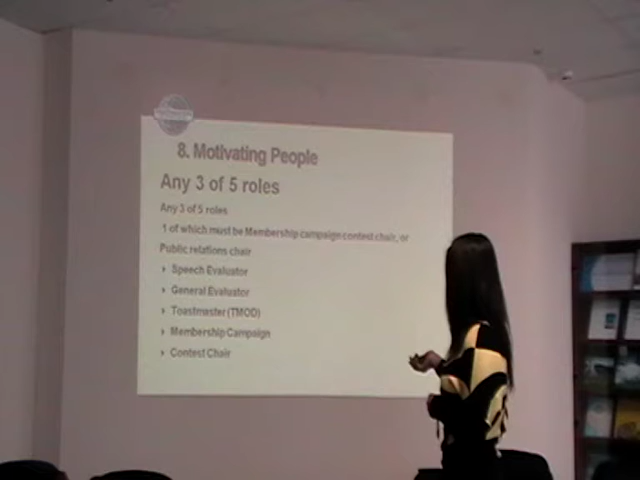 8. Motivating People
Any 3 of 5 roles
Any 3 of 5 roles
1 of which must be Membership campaign contest chair, or
Public relations chair
Speech Evaluator
General Evaluator
Toastmaster (TMOD)
Membership Campaign
Contest Chair